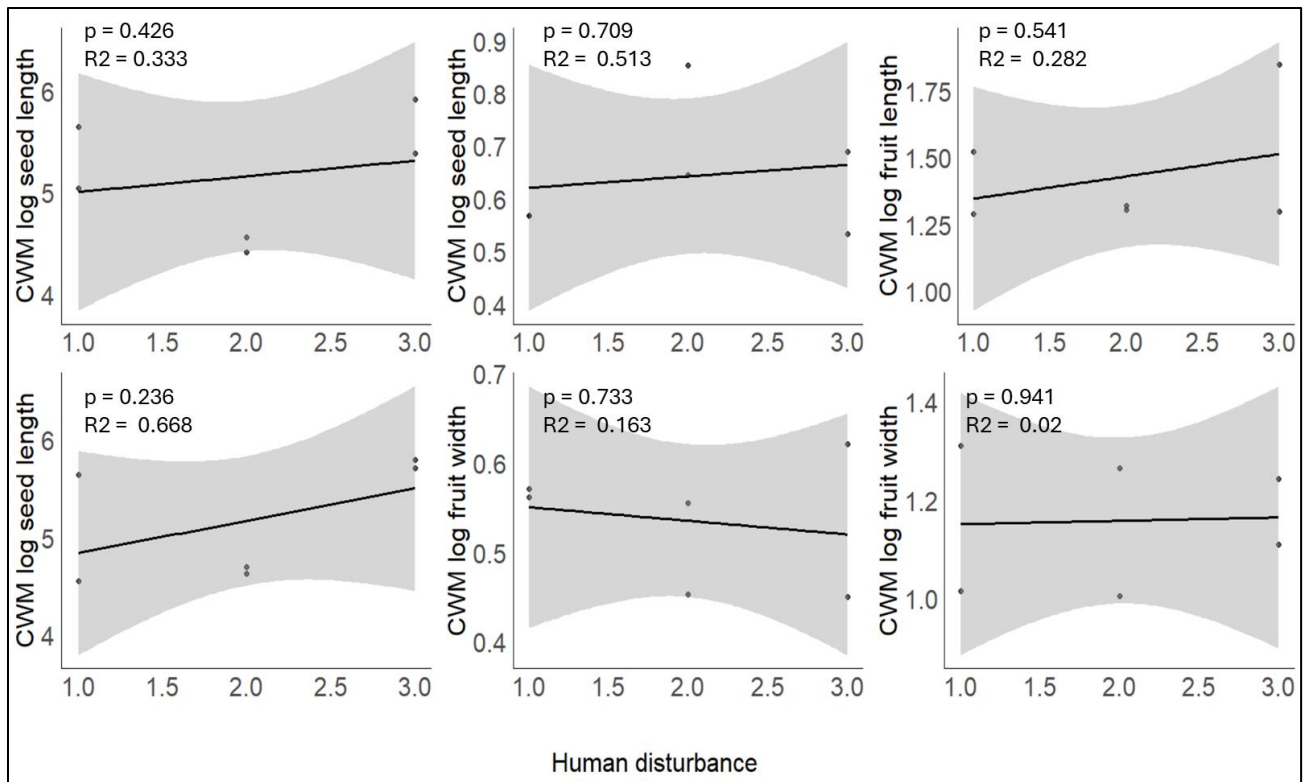 p = 0.426
R2 = 0.333
CWM log seed length
6
5
4
1.0 1.5 2.0 2.5 3.0
p = 0.709
R2 = 0.513
CWM log seed length
0.9
0.8
0.7
0.6
0.5
0.4
1.0 1.5 2.0 2.5 3.0
p = 0.541
R2 = 0.282
CWM log fruit length
1.75
1.50
1.25
1.00
1.0 1.5 2.0 2.5 3.0
p = 0.236
R2 = 0.668
CWM log seed length
6
5
4
1.0 1.5 2.0 2.5 3.0
p = 0.733
R2 = 0.163
CWM log fruit width
0.7
0.6
0.5
0.4
1.0 1.5 2.0 2.5 3.0
p = 0.941
R2 = 0.02
CWM log fruit width
1.4
1.2
1.0
1.0 1.5 2.0 2.5 3.0
Human disturbance